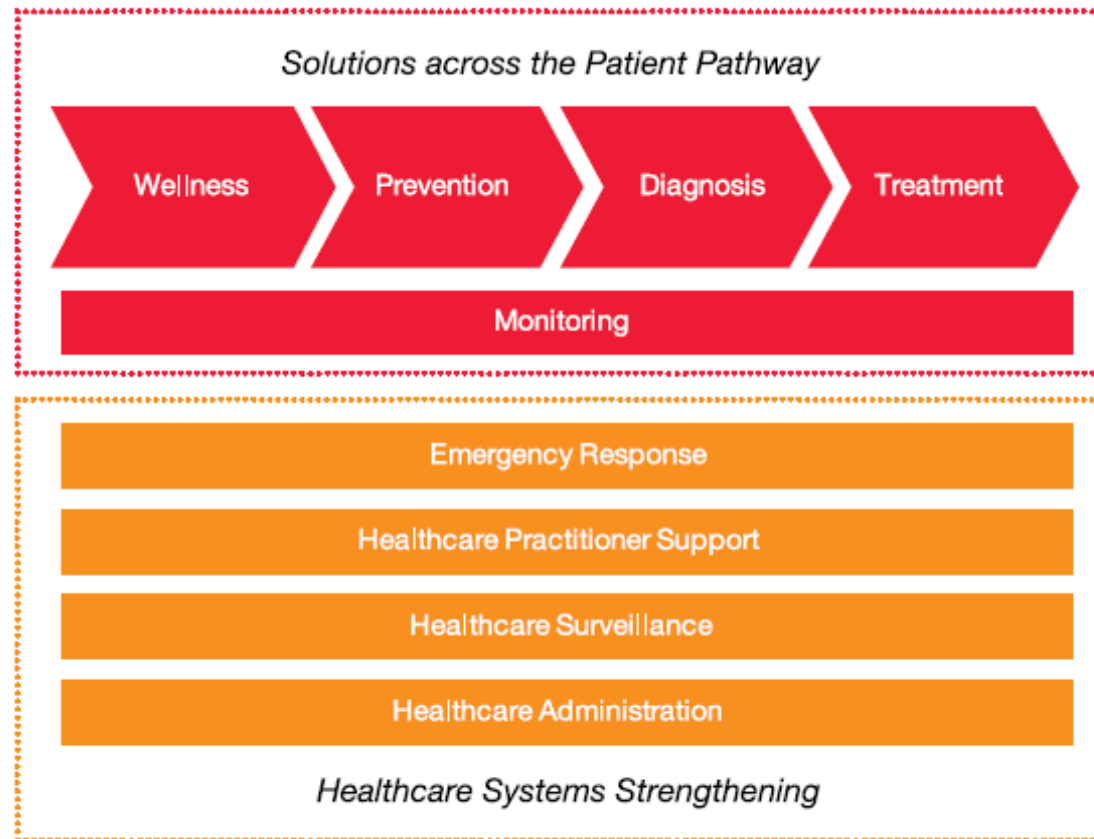 Solutions across the Patient Pathway
Wellness
Prevention
Diagnosis
Treatment
Monitoring
Emergency Response
Healthcare Practitioner Support
Healthcare Surveillance
Healthcare Administration
Healthcare Systems Strengthening